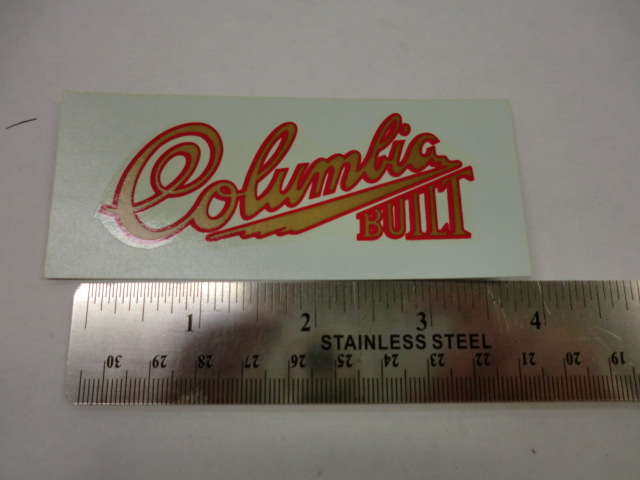 Columbia
BUILT
1 2 3 4
STAINLESS STEEL
30 29 28 27 26 25 24 23 22 21 20 19